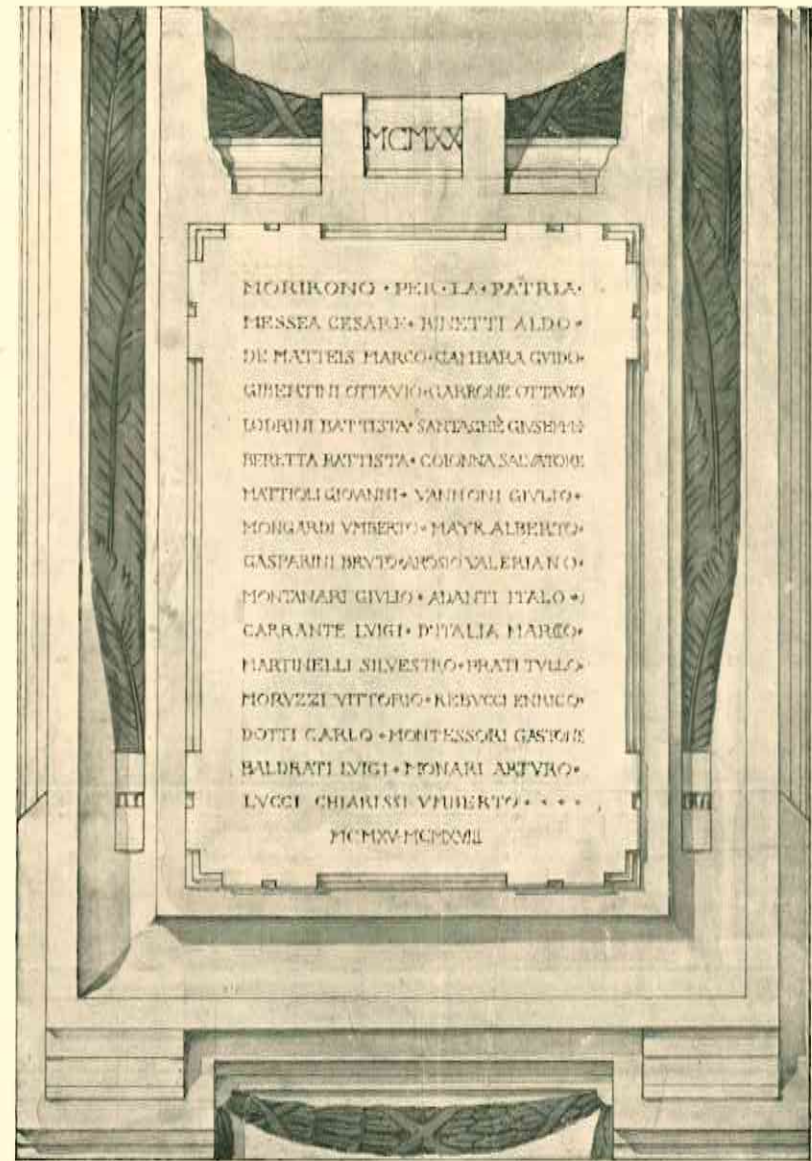 MCMXX
MORIRONO • PER • LA • PATRIA •
MESSEA CESARE • BINETTI ALDO •
DE MATTEIS MARCO • GAMBARA GVIDO •
GIBERTINI OTTAVIO • GARRONE OTTAVIO
LODRINI BATTISTA • SANTAGHÈ GIVSEPPE
BERETTA BATTISTA • COLONNA SALVATORE
MATTIOLI GIOVANNI • VANNONI GIVLIO •
MONGARDI VMBERTO • MAYR ALBERTO •
GASPARINI BRVTO • AROSIO VALERIANO •
MONTANARI GIVLIO • ADANTI ITALO •
CARRANTE LVIGI • D'ITALIA MARCO •
MARTINELLI SILVESTRO • PRATI TVLLO •
MORVZZI VITTORIO • REBVCCI ENRICO •
DOTTI CARLO • MONTESSORI GASTONE
BALDRATI LVIGI • MONARI ARTVRO •
LVCCI CHIARISSI VMBERTO • • • •
MCMXV • MCMXVIII